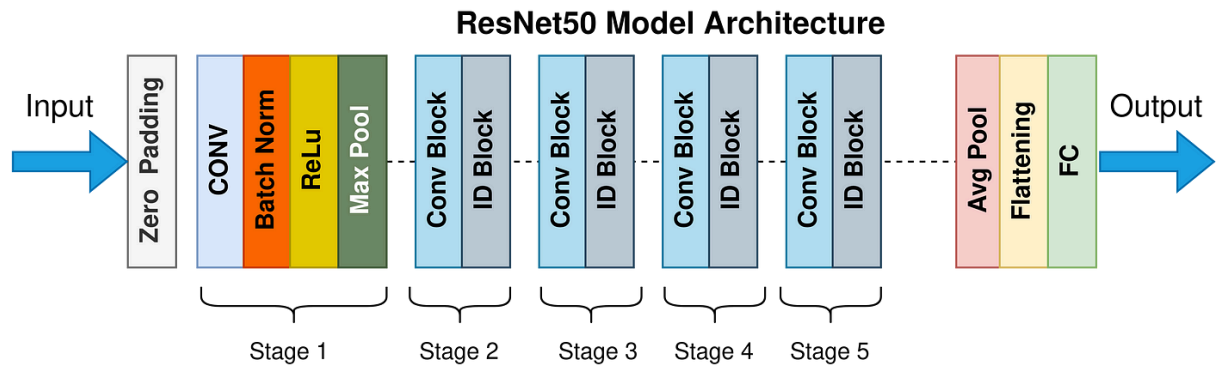 ResNet50 Model Architecture
Input
Zero Padding
CONV
Batch Norm
ReLu
Max Pool
Conv Block
ID Block
Conv Block
ID Block
Conv Block
ID Block
Conv Block
ID Block
Avg Pool
Flattening
FC
Output
Stage 1
Stage 2
Stage 3
Stage 4
Stage 5